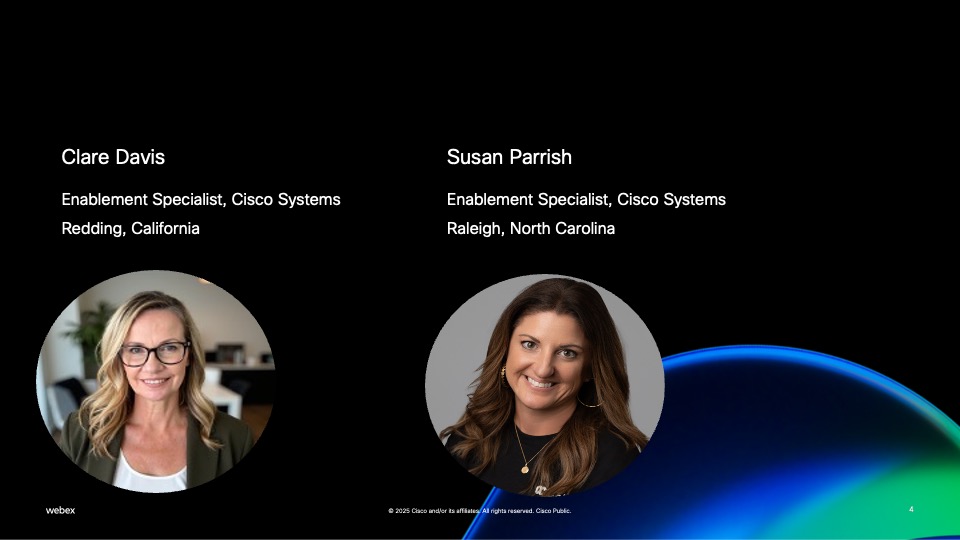 Clare Davis
Enablement Specialist, Cisco Systems
Redding, California
Susan Parrish
Enablement Specialist, Cisco Systems
Raleigh, North Carolina
webex
© 2025 Cisco and/or its affiliates. All rights reserved. Cisco Public.
4